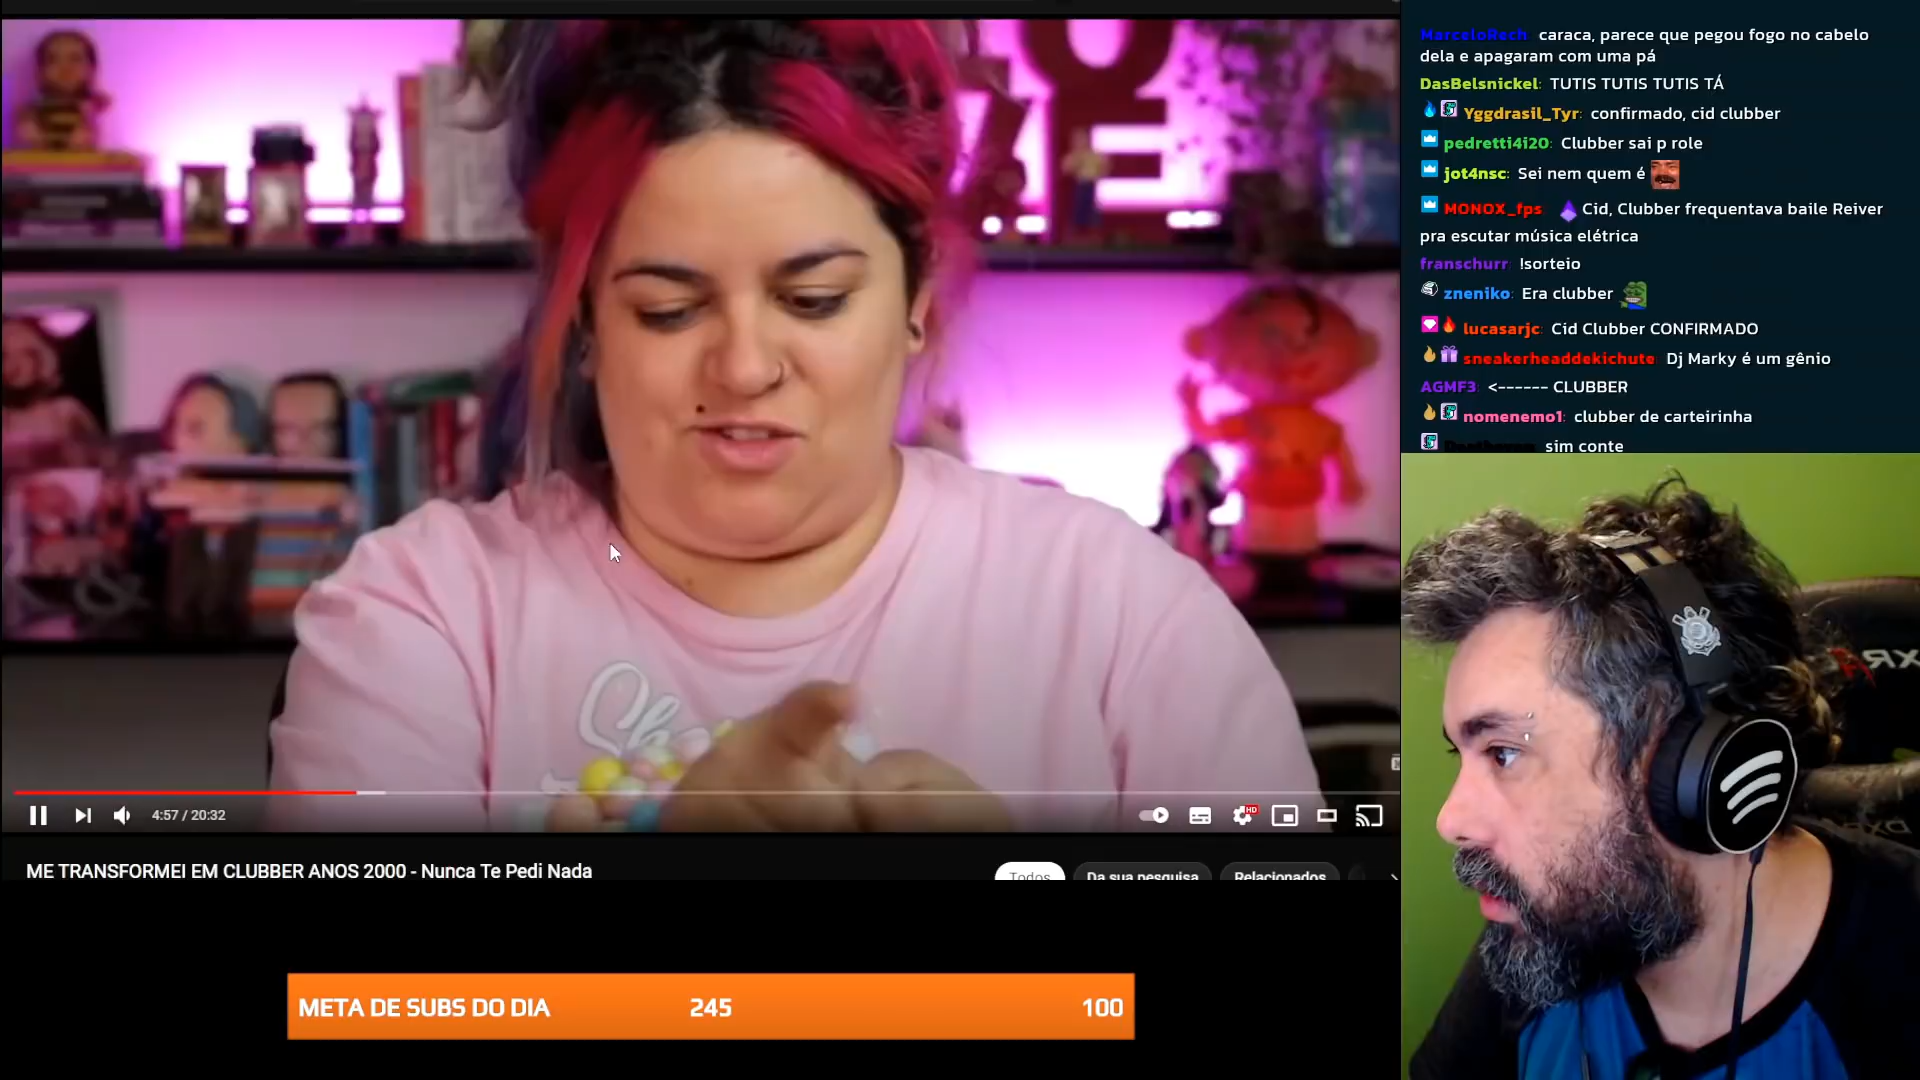 MarceloRech: caraca, parece que pegou fogo no cabelo
dela e apagaram com uma pá
DasBelsnickel: TUTIS TUTIS TUTIS TÁ
Yggdrasil_Tyr: confirmado, cid clubber
pedretti4i20: Clubber sai p role
jot4nsc: Sei nem quem é
MONOX_fps: Cid, Clubber frequentava baile Reiver
pra escutar música elétrica
franschurr: !sorteio
zneniko: Era clubber
lucasarjc: Cid Clubber CONFIRMADO
sneakerheaddekichute: Dj Marky é um gênio
AGMF3: <------ CLUBBER
nomenemo1: clubber de carteirinha
sim conte
LOVE
4:57 / 20:32
HD
ME TRANSFORMEI EM CLUBBER ANOS 2000 - Nunca Te Pedi Nada
Todos
Da sua pesquisa
Relacionados
META DE SUBS DO DIA 245 100